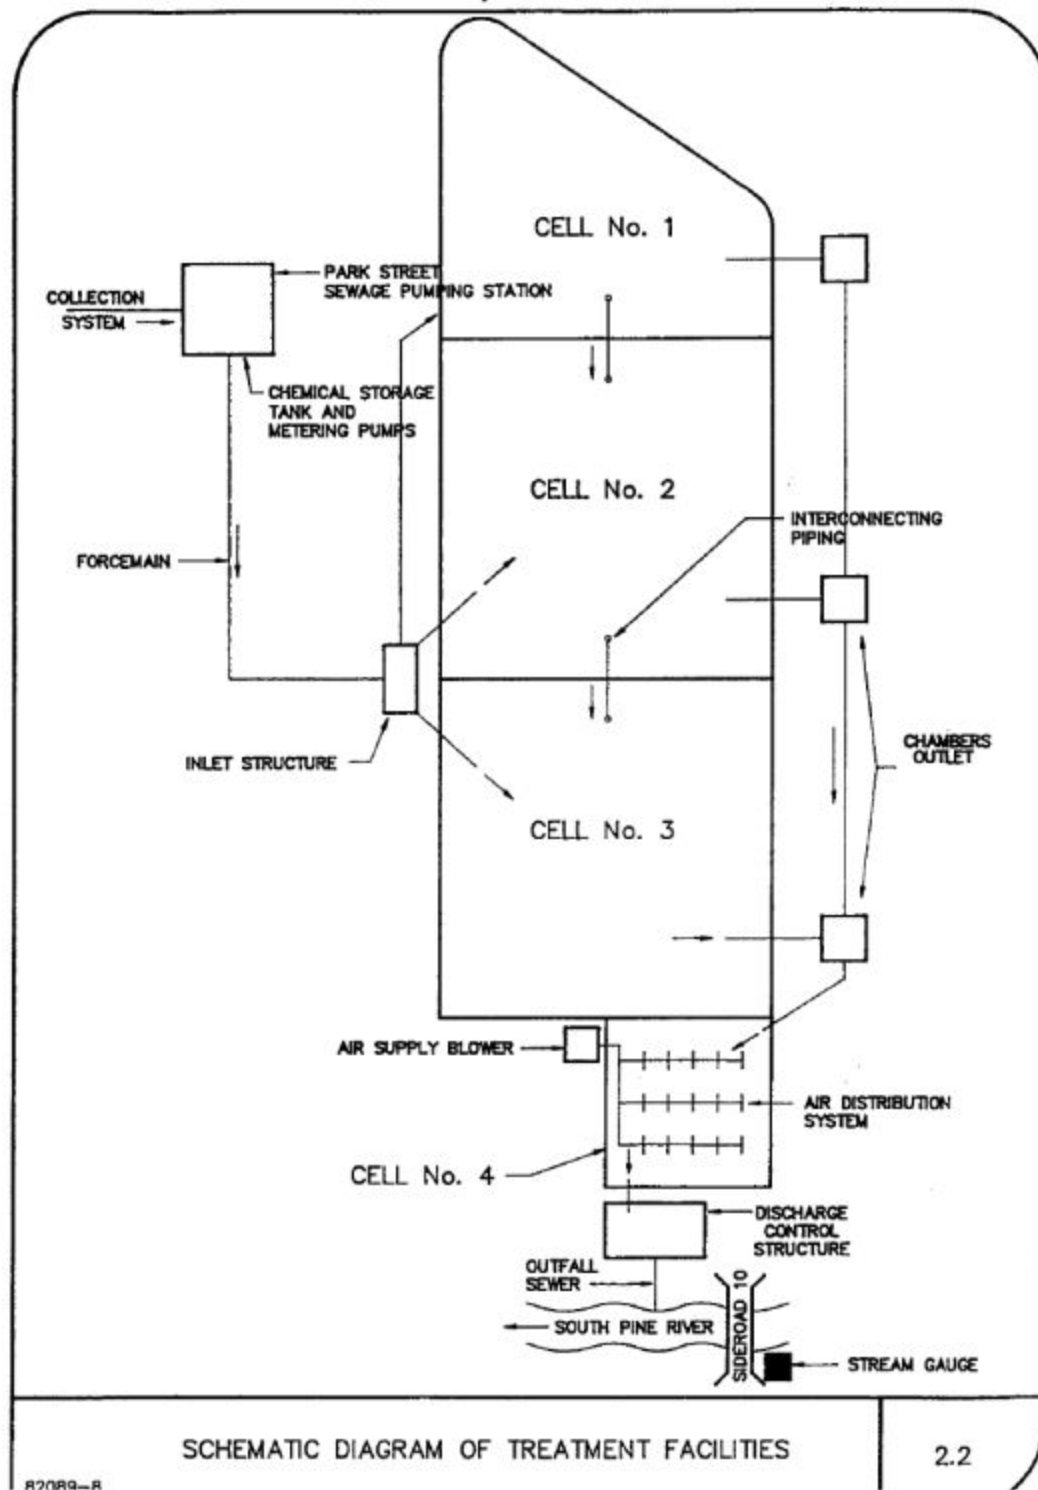 CELL No. 1
PARK STREET
SEWAGE PUMPING STATION
COLLECTION
SYSTEM
CHEMICAL STORAGE
TANK AND
METERING PUMPS
CELL No. 2
INTERCONNECTING
PIPING
FORCEMAIN
INLET STRUCTURE
CHAMBERS
OUTLET
CELL No. 3
AIR SUPPLY BLOWER
AIR DISTRIBUTION
SYSTEM
CELL No. 4
DISCHARGE
CONTROL
STRUCTURE
OUTFALL
SEWER
SOUTH PINE RIVER
SIDEROAD 10
STREAM GAUGE
SCHEMATIC DIAGRAM OF TREATMENT FACILITIES
2.2
82089-8